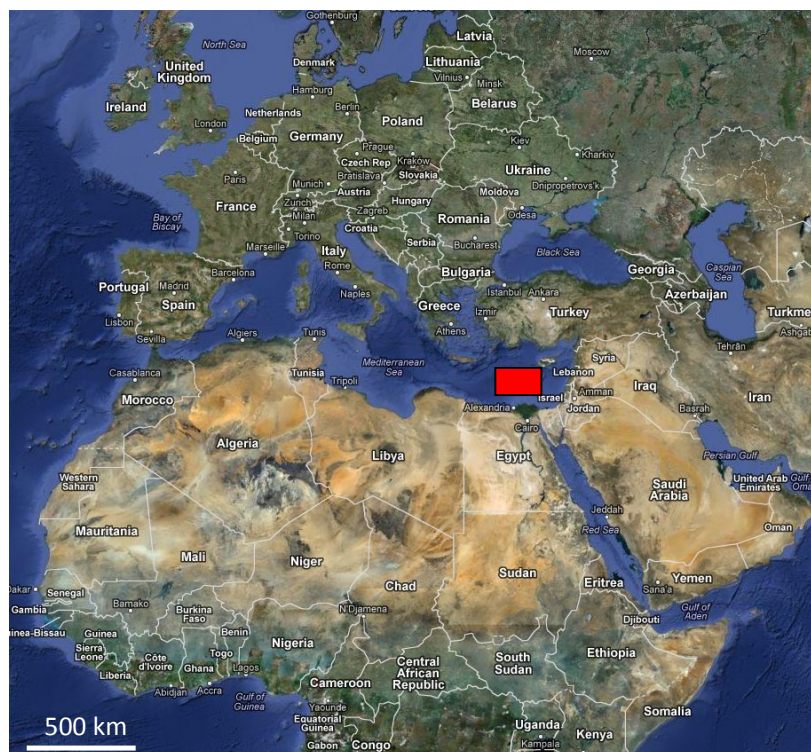 Gothenburg
Latvia
Moscow
North Sea
Denmark
Lithuania
Vilnius
Minsk
United
Kingdom
Ireland
Hamburg
Belarus
London
Netherlands
Berlin
Poland
Belgium
Germany
Prague
Kraków
Kiev
Kharkiv
Czech Rep
Slovakia
Ukraine
Paris
Munich
Bratislava
Austria
Dnipropetrovs'k
France
Zurich
Hungary
Moldova
Milan
Zagreb
Romania
Odesa
Bay of
Biscay
Torino
Croatia
Marseille
Italy
Serbia
Bucharest
Black Sea
Georgia
Caspian
Sea
Barcelona
Rome
Bulgaria
Azerbaijan
Portugal
Madrid
Spain
Naples
Greece
Istanbul
Ankara
Turkey
Turkme
Lisbon
Izmir
Athens
Ashgab
Sevilla
Algiers
Tunis
Tehrān
Mediterranean
Sea
Syria
Casablanca
Tunisia
Tripoli
Lebanon
Iraq
Iran
Morocco
Israel
Amman
Alexandria
Jordan
Basrah
Cairo
Algeria
Libya
Egypt
Persian Gulf
Western
Sahara
Saudi
Arabia
United Arab
Emirates
Gulf
Oma
Jeddah
Mauritania
Red Sea
Oman
Mali
Niger
Chad
Sudan
Eritrea
Yemen
Sana'a
Dakar
Senegal
Gambia
Bamako
Burkina
Faso
N'Djamena
Gulf of
Aden
Djibouti
uinea-Bissau
Guinea
Benin
Nigeria
Sierra
Leone
Côte
d'Ivoire
Togo
Ghana
Lagos
Central
African
Republic
South
Sudan
Ethiopia
Liberia
Abidjan
Accra
Gulf of
Guinea
Cameroon
Yaounde
Equatorial
Guinea
Gabon
Congo
Uganda
Kampala
Kenya
Somalia
500 km